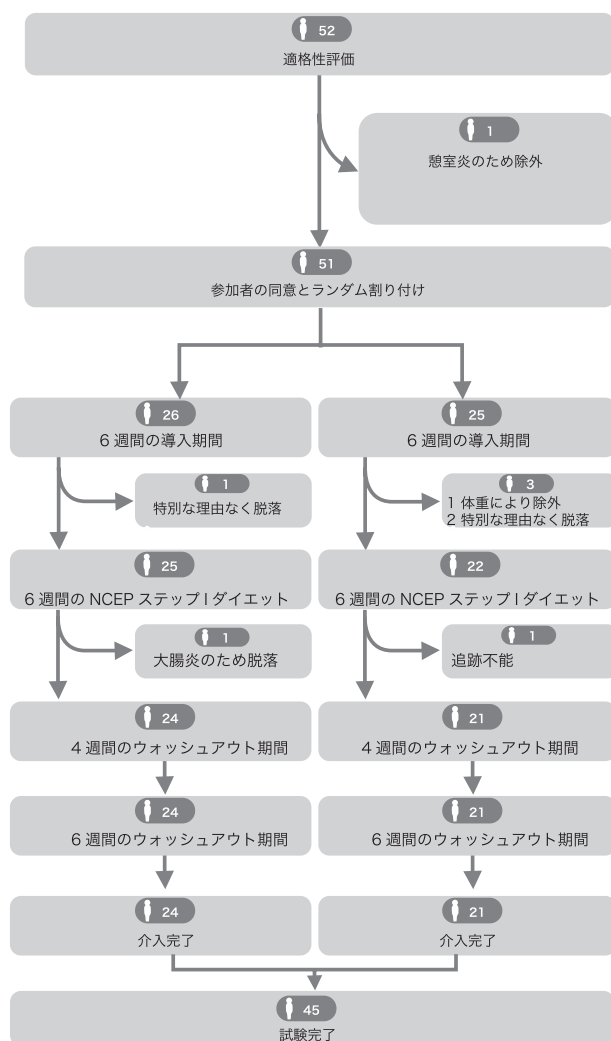 52
適格性評価
1
憩室炎のため除外
51
参加者の同意とランダム割り付け
26
6 週間の導入期間
25
6 週間の導入期間
1
特別な理由なく脱落
3
1 体重により除外
2 特別な理由なく脱落
25
6 週間の NCEP ステップ I ダイエット
22
6 週間の NCEP ステップ I ダイエット
1
大腸炎のため脱落
1
追跡不能
24
4 週間のウォッシュアウト期間
21
4 週間のウォッシュアウト期間
24
6 週間のウォッシュアウト期間
21
6 週間のウォッシュアウト期間
24
介入完了
21
介入完了
45
試験完了